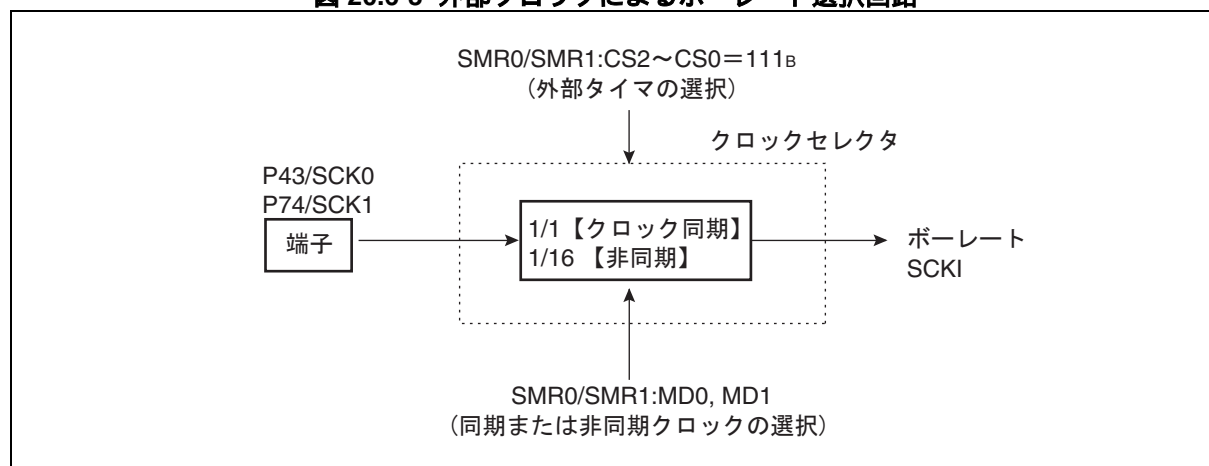 SMR0/SMR1:CS2～CS0＝111B
（外部タイマの選択）
クロックセレクタ
P43/SCK0
P74/SCK1
端子
1/1【クロック同期】
1/16 【非同期】
ボーレート
SCKI
SMR0/SMR1:MD0, MD1
（同期または非同期クロックの選択）